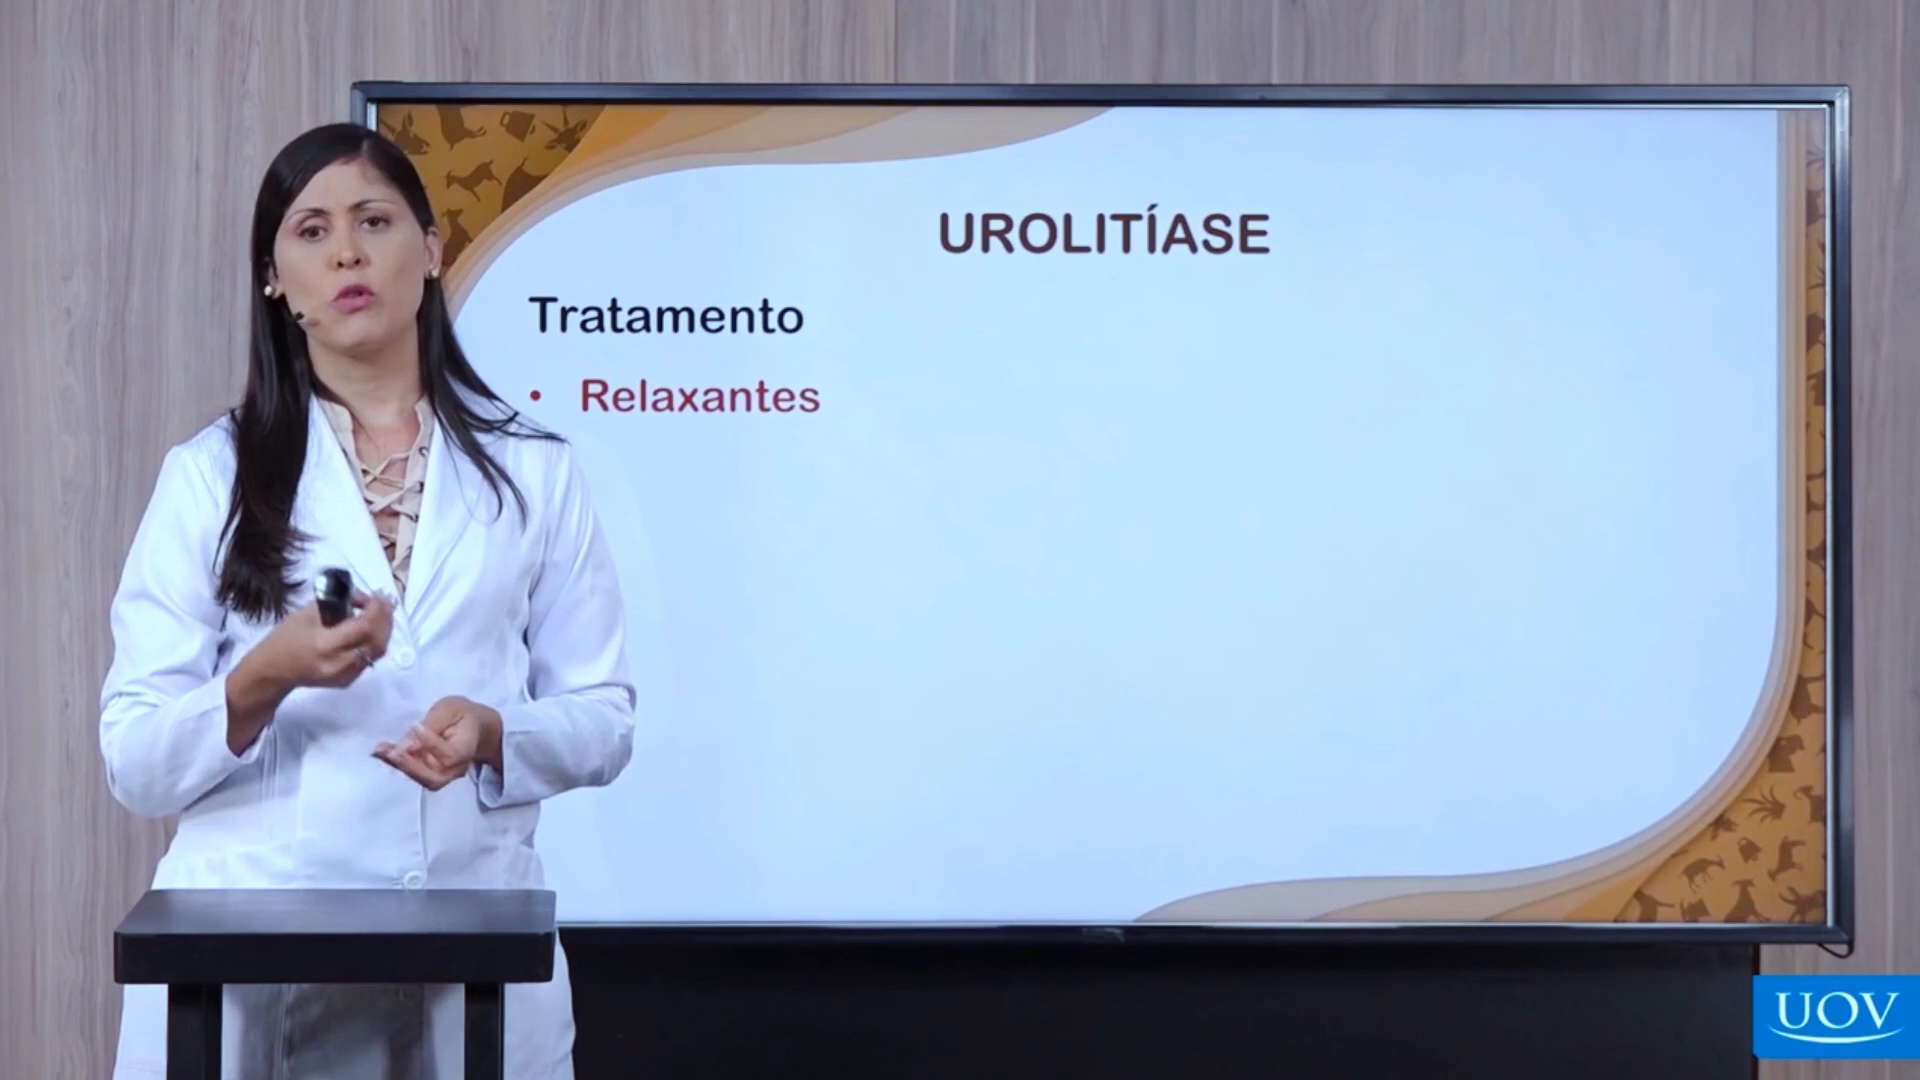 UROLITÍASE
Tratamento
• Relaxantes
UOV